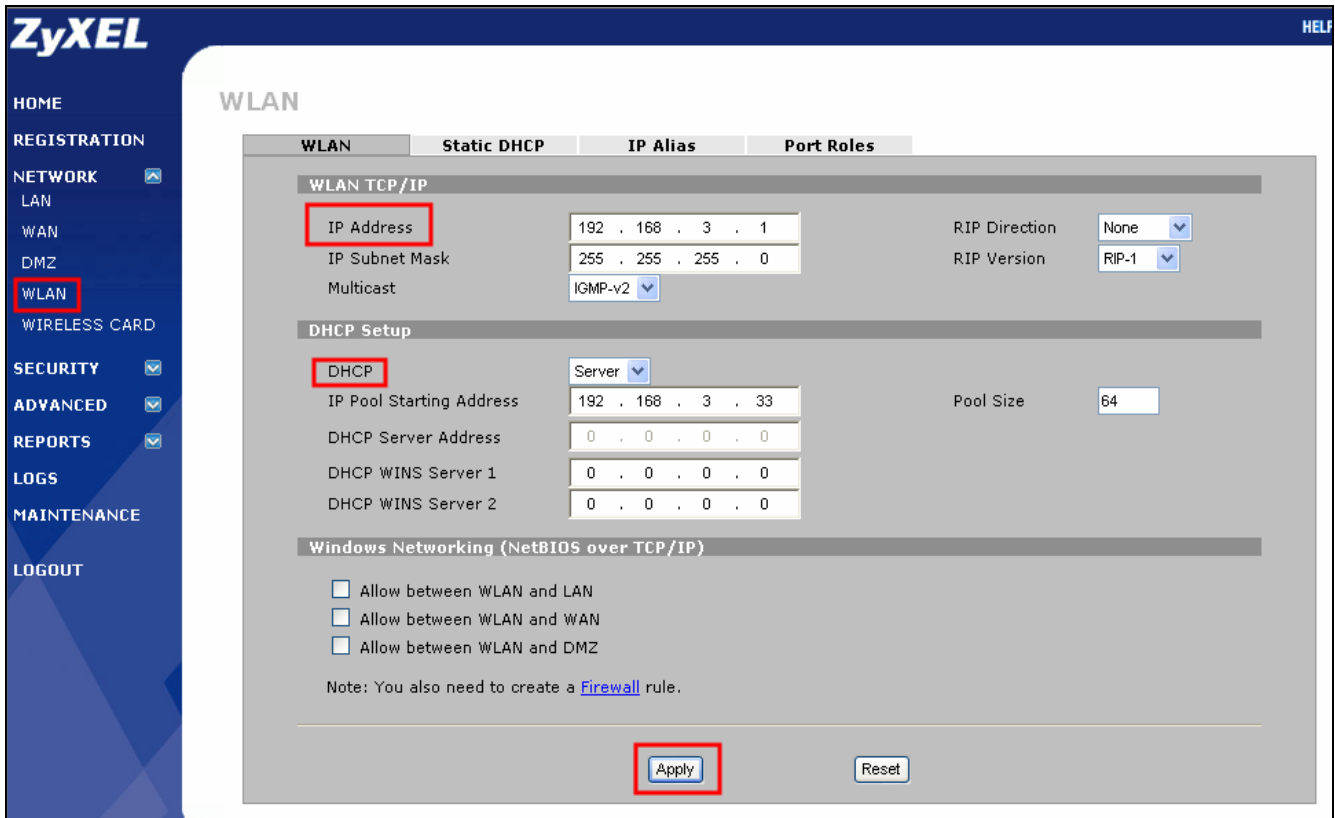 ZyXEL
HELP
HOME
REGISTRATION
NETWORK
LAN
WAN
DMZ
WLAN
WIRELESS CARD
SECURITY
ADVANCED
REPORTS
LOGS
MAINTENANCE
LOGOUT
WLAN
WLAN Static DHCP IP Alias Port Roles
WLAN TCP/IP
IP Address 192 . 168 . 3 . 1 RIP Direction None
IP Subnet Mask 255 . 255 . 255 . 0 RIP Version RIP-1
Multicast IGMP-v2
DHCP Setup
DHCP Server
IP Pool Starting Address 192 . 168 . 3 . 33 Pool Size 64
DHCP Server Address 0 . 0 . 0 . 0
DHCP WINS Server 1 0 . 0 . 0 . 0
DHCP WINS Server 2 0 . 0 . 0 . 0
Windows Networking (NetBIOS over TCP/IP)
Allow between WLAN and LAN
Allow between WLAN and WAN
Allow between WLAN and DMZ
Note: You also need to create a Firewall rule.
Apply Reset